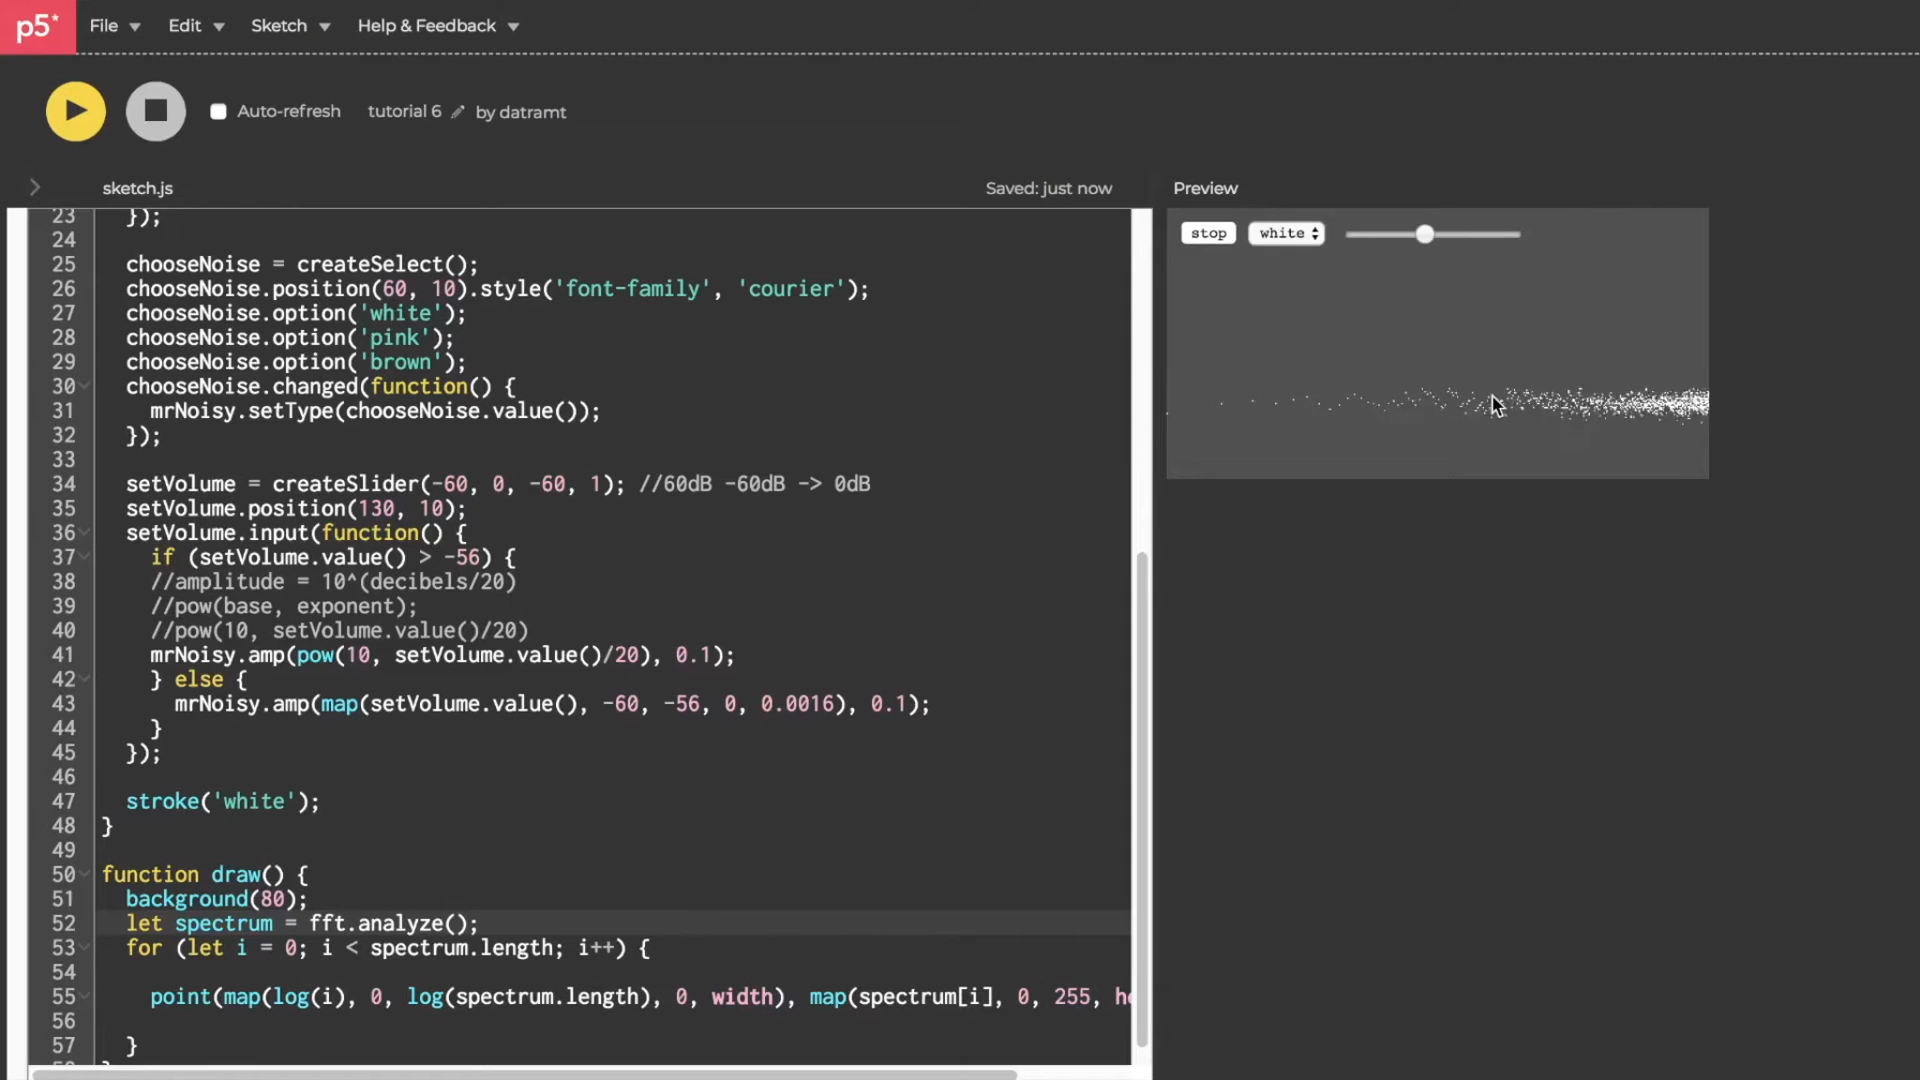 p5* File Edit Sketch Help & Feedback
Auto-refresh tutorial 6 by datramt
sketch.js Saved: just now Preview
stop white
23 });
24
25 chooseNoise = createSelect();
26 chooseNoise.position(60, 10).style('font-family', 'courier');
27 chooseNoise.option('white');
28 chooseNoise.option('pink');
29 chooseNoise.option('brown');
30 chooseNoise.changed(function() {
31 mrNoisy.setType(chooseNoise.value());
32 });
33
34 setVolume = createSlider(-60, 0, -60, 1); //60dB -60dB -> 0dB
35 setVolume.position(130, 10);
36 setVolume.input(function() {
37 if (setVolume.value() > -56) {
38 //amplitude = 10^(decibels/20)
39 //pow(base, exponent);
40 //pow(10, setVolume.value()/20)
41 mrNoisy.amp(pow(10, setVolume.value()/20), 0.1);
42 } else {
43 mrNoisy.amp(map(setVolume.value(), -60, -56, 0, 0.0016), 0.1);
44 }
45 });
46
47 stroke('white');
48 }
49
50 function draw() {
51 background(80);
52 let spectrum = fft.analyze();
53 for (let i = 0; i < spectrum.length; i++) {
54
55 point(map(log(i), 0, log(spectrum.length), 0, width), map(spectrum[i], 0, 255,
56
57 }